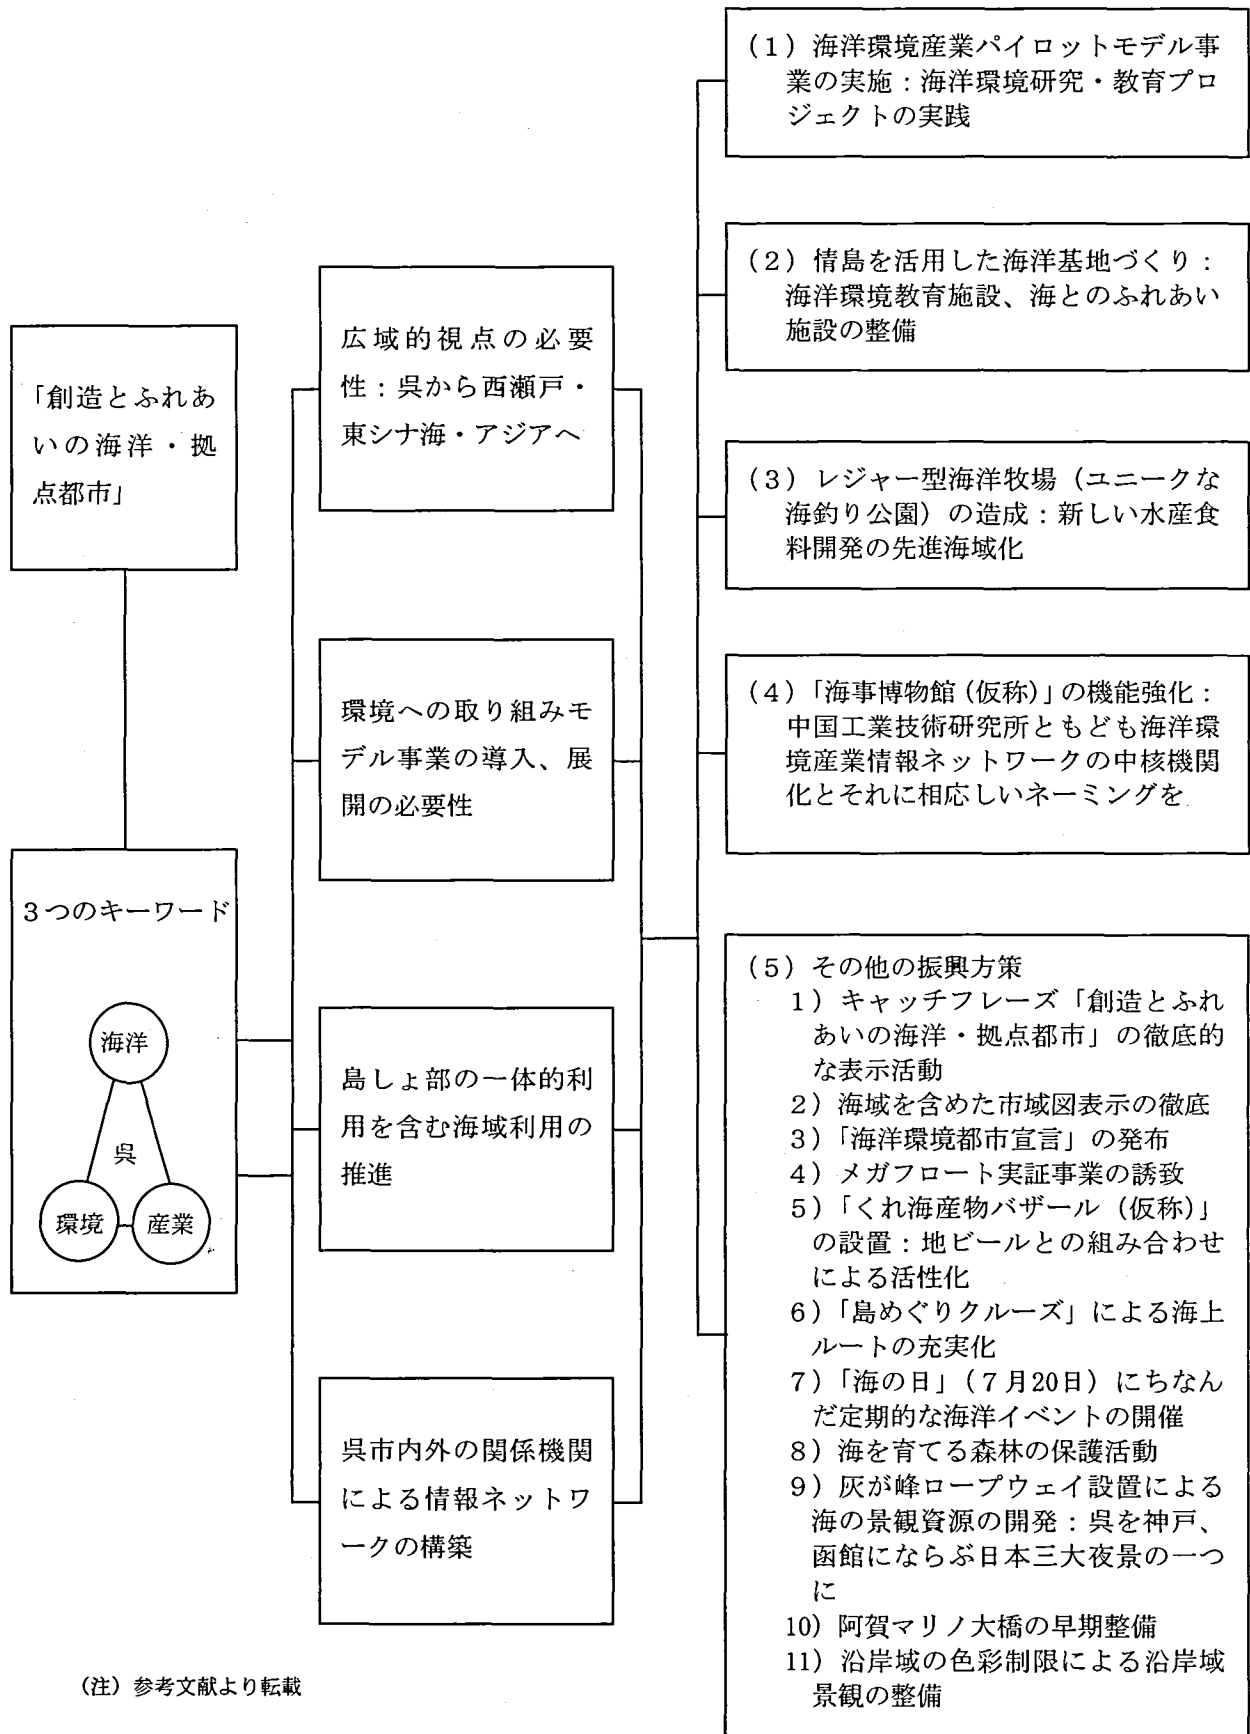 「創造とふれあ
いの海洋・拠
点都市」
3つのキーワード
海洋
呉
環境
産業
広域的視点の必要
性：呉から西瀬戸・
東シナ海・アジアへ
環境への取り組みモ
デル事業の導入、展
開の必要性
島しょ部の一体的利
用を含む海域利用の
推進
呉市内外の関係機関
による情報ネットワ
ークの構築
（1）海洋環境産業パイロットモデル事
業の実施：海洋環境研究・教育プロ
ジェクトの実践
（2）情島を活用した海洋基地づくり：
海洋環境教育施設、海とのふれあい
施設の整備
（3）レジャー型海洋牧場（ユニークな
海釣り公園）の造成：新しい水産食
料開発の先進海域化
（4）「海事博物館（仮称）」の機能強化：
中国工業技術研究所ともども海洋環
境産業情報ネットワークの中核機関
化とそれに相応しいネーミングを
（5）その他の振興方策
1）キャッチフレーズ「創造とふれ
あいの海洋・拠点都市」の徹底的
な表示活動
2）海域を含めた市域図表示の徹底
3）「海洋環境都市宣言」の発布
4）メガフロート実証事業の誘致
5）「くれ海産物バザール（仮称）」
の設置：地ビールとの組み合わせ
による活性化
6）「島めぐりクルーズ」による海上
ルートの充実化
7）「海の日」（7月20日）にちなん
だ定期的な海洋イベントの開催
8）海を育てる森林の保護活動
9）灰が峰ロープウェイ設置による
海の景観資源の開発：呉を神戸、
函館にならぶ日本三大夜景の一つ
に
10）阿賀マリノ大橋の早期整備
11）沿岸域の色彩制限による沿岸域
景観の整備
（注）参考文献より転載